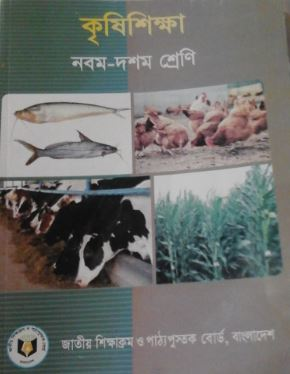 কৃষিশিক্ষা
নবম-দশম শ্রেণি
জাতীয় শিক্ষাক্রম ও পাঠ্যপুস্তক বোর্ড, বাংলাদেশ